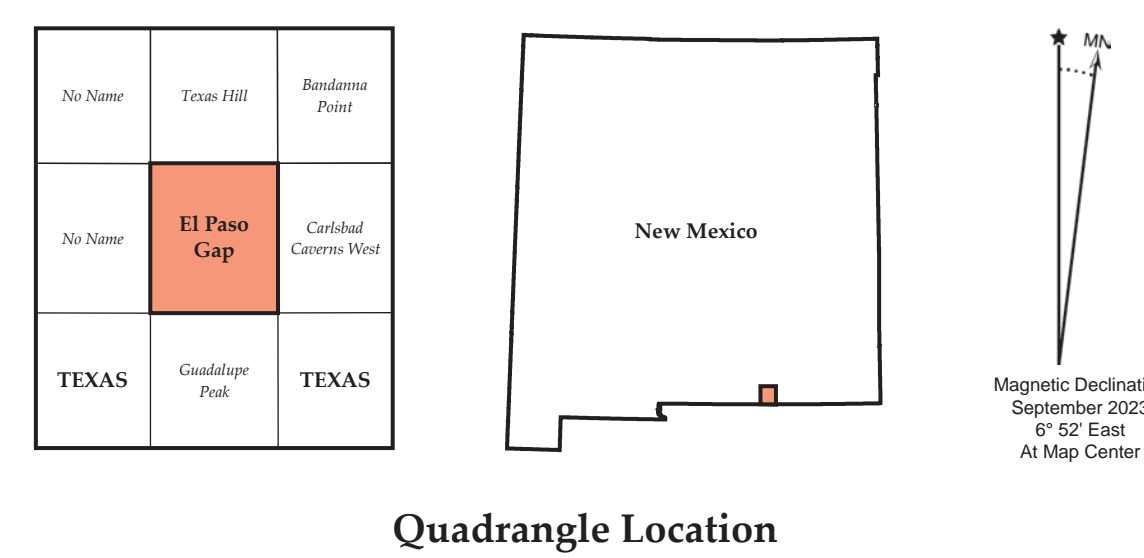 No Name
Texas Hill
Bandanna
Point
No Name
El Paso
Gap
Carlsbad
Caverns West
TEXAS
Guadalupe
Peak
TEXAS
New Mexico
MN
Magnetic Declinati
September 2023
6° 52' East
At Map Center
Quadrangle Location